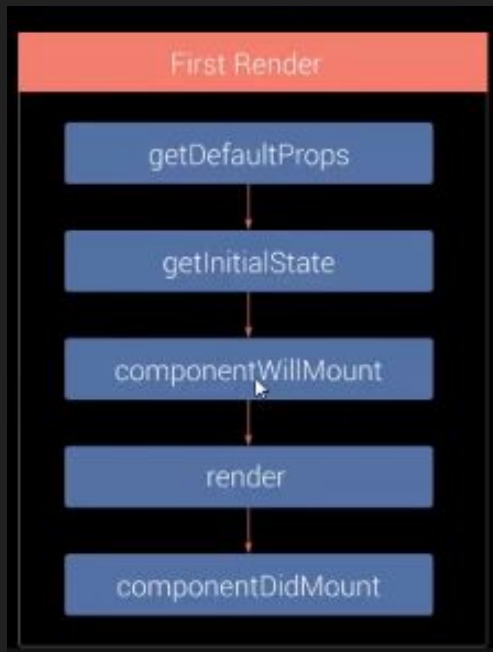 First Render
getDefaultProps
getInitialState
componentWillMount
render
componentDidMount